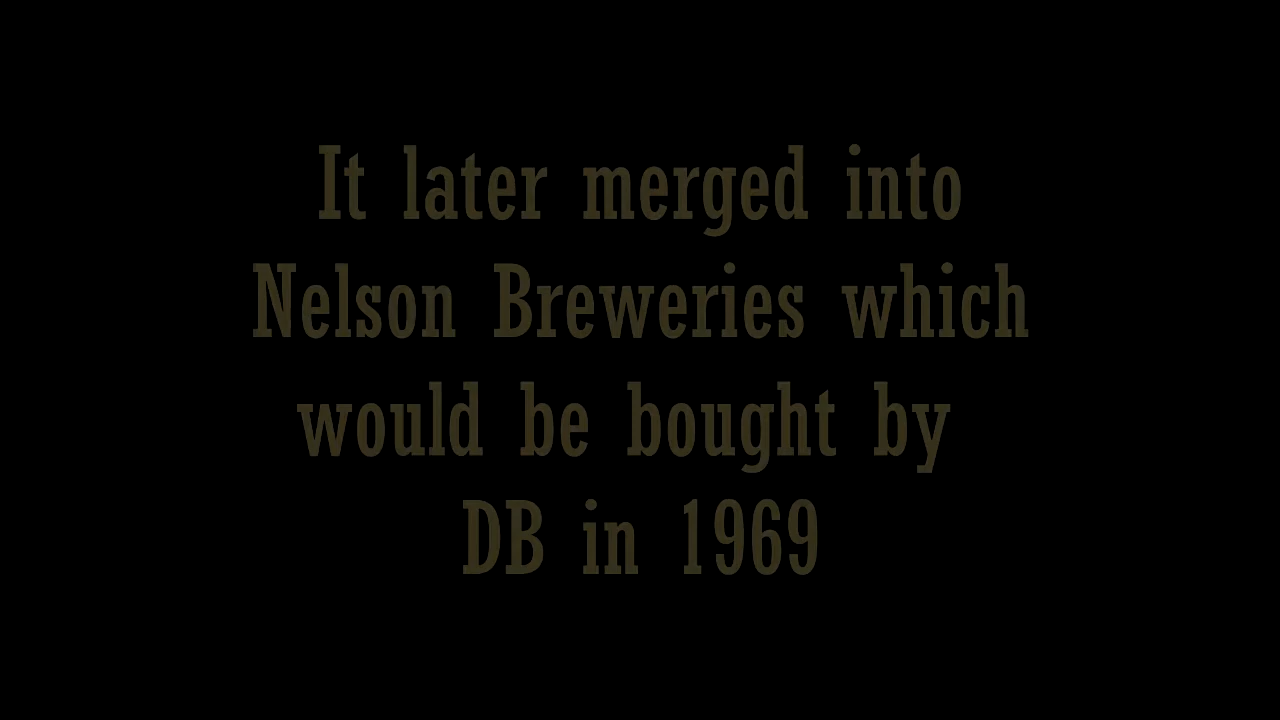 It later merged into
Nelson Breweries which
would be bought by
DB in 1969